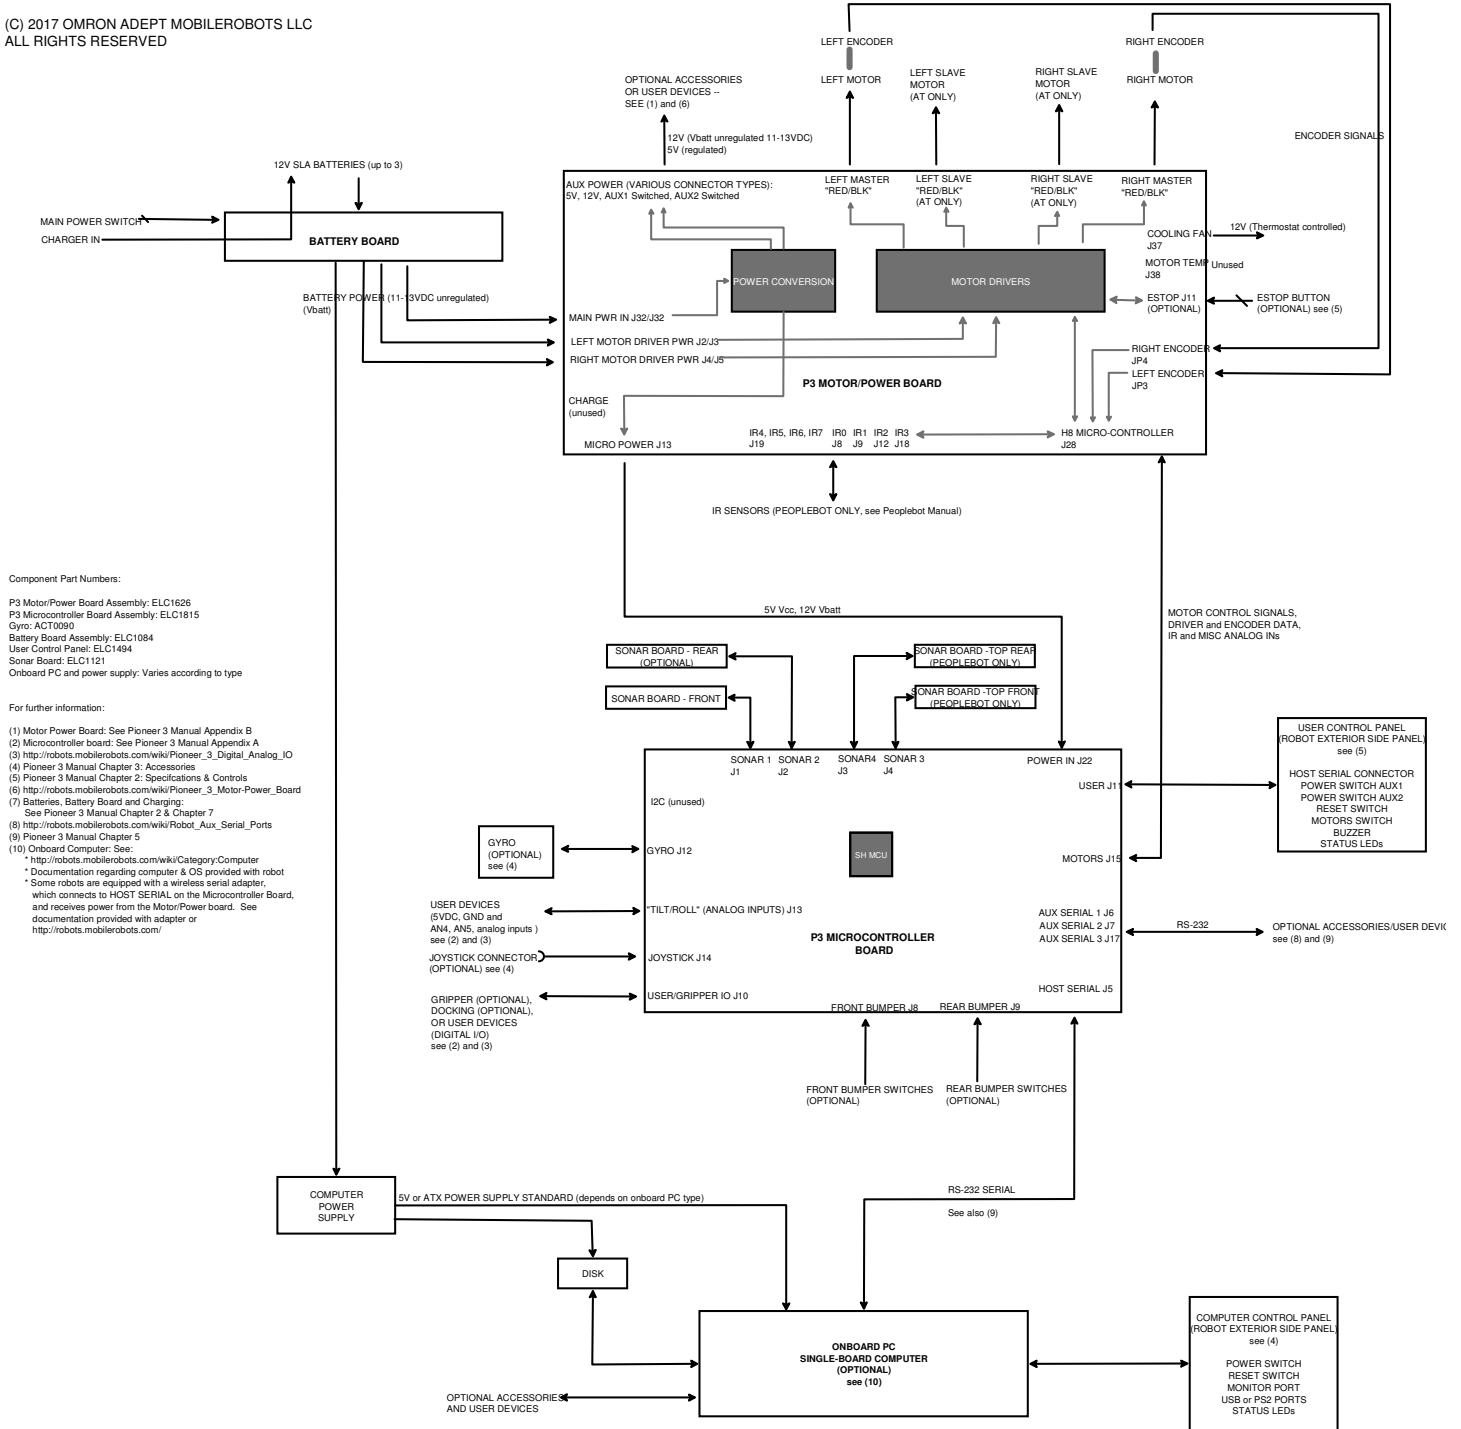 (C) 2017 OMRON ADEPT MOBILEROBOTS LLC
ALL RIGHTS RESERVED
LEFT ENCODER
LEFT MOTOR
LEFT SLAVE
MOTOR
(AT ONLY)
RIGHT SLAVE
MOTOR
(AT ONLY)
RIGHT ENCODER
RIGHT MOTOR
ENCODER SIGNALS
OPTIONAL ACCESSORIES
OR USER DEVICES --
SEE (1) and (6)
12V (Vbatt unregulated 11-13VDC)
5V (regulated)
12V SLA BATTERIES (up to 3)
MAIN POWER SWITCH
CHARGER IN
BATTERY BOARD
BATTERY POWER (11-13VDC unregulated)
(Vbatt)
AUX POWER (VARIOUS CONNECTOR TYPES):
5V, 12V, AUX1 Switched, AUX2 Switched
LEFT MASTER
"RED/BLK"
LEFT SLAVE
"RED/BLK"
(AT ONLY)
RIGHT SLAVE
"RED/BLK"
(AT ONLY)
RIGHT MASTER
"RED/BLK"
COOLING FAN
J37
12V (Thermostat controlled)
MOTOR TEMP
J38
Unused
ESTOP J11
(OPTIONAL)
ESTOP BUTTON
(OPTIONAL) see (5)
POWER CONVERSION
MOTOR DRIVERS
MAIN PWR IN J32/J32
LEFT MOTOR DRIVER PWR J2/J3
RIGHT MOTOR DRIVER PWR J4/J5
RIGHT ENCODER
JP4
LEFT ENCODER
JP3
P3 MOTOR/POWER BOARD
CHARGE
(unused)
MICRO POWER J13
IR4, IR5, IR6, IR7
J19
IR0
J8
IR1
J9
IR2
J12
IR3
J18
H8 MICRO-CONTROLLER
J28
IR SENSORS (PEOPLEBOT ONLY, see Peoplebot Manual)
Component Part Numbers:
P3 Motor/Power Board Assembly: ELC1626
P3 Microcontroller Board Assembly: ELC1815
Gyro: ACT0090
Battery Board Assembly: ELC1084
User Control Panel: ELC1494
Sonar Board: ELC1121
Onboard PC and power supply: Varies according to type
For further information:
(1) Motor Power Board: See Pioneer 3 Manual Appendix B
(2) Microcontroller board: See Pioneer 3 Manual Appendix A
(3) http://robots.mobilerobots.com/wiki/Pioneer_3_Digital_Analog_IO
(4) Pioneer 3 Manual Chapter 3: Accessories
(5) Pioneer 3 Manual Chapter 2: Specifcations & Controls
(6) http://robots.mobilerobots.com/wiki/Pioneer_3_Motor-Power_Board
(7) Batteries, Battery Board and Charging:
See Pioneer 3 Manual Chapter 2 & Chapter 7
(8) http://robots.mobilerobots.com/wiki/Robot_Aux_Serial_Ports
(9) Pioneer 3 Manual Chapter 5
(10) Onboard Computer: See:
* http://robots.mobilerobots.com/wiki/Category:Computer
* Documentation regarding computer & OS provided with robot
* Some robots are equipped with a wireless serial adapter,
which connects to HOST SERIAL on the Microcontroller Board,
and receives power from the Motor/Power board. See
documentation provided with adapter or
http://robots.mobilerobots.com/
5V Vcc, 12V Vbatt
MOTOR CONTROL SIGNALS,
DRIVER and ENCODER DATA,
IR and MISC ANALOG INs
SONAR BOARD - REAR
(OPTIONAL)
SONAR BOARD - FRONT
SONAR BOARD -TOP REAR
(PEOPLEBOT ONLY)
SONAR BOARD -TOP FRONT
(PEOPLEBOT ONLY)
SONAR 1
J1
SONAR 2
J2
SONAR4
J3
SONAR 3
J4
POWER IN J22
USER J11
I2C (unused)
SH MCU
GYRO
(OPTIONAL)
see (4)
GYRO J12
MOTORS J15
USER CONTROL PANEL
(ROBOT EXTERIOR SIDE PANEL)
see (5)
HOST SERIAL CONNECTOR
POWER SWITCH AUX1
POWER SWITCH AUX2
RESET SWITCH
MOTORS SWITCH
BUZZER
STATUS LEDs
USER DEVICES
(5VDC, GND and
AN4, AN5, analog inputs )
see (2) and (3)
"TILT/ROLL" (ANALOG INPUTS) J13
AUX SERIAL 1 J6
AUX SERIAL 2 J7
AUX SERIAL 3 J17
RS-232
OPTIONAL ACCESSORIES/USER DEVIC
see (8) and (9)
P3 MICROCONTROLLER
BOARD
JOYSTICK CONNECTOR
(OPTIONAL) see (4)
JOYSTICK J14
GRIPPER (OPTIONAL),
DOCKING (OPTIONAL),
OR USER DEVICES
(DIGITAL I/O)
see (2) and (3)
USER/GRIPPER IO J10
HOST SERIAL J5
FRONT BUMPER J8
REAR BUMPER J9
FRONT BUMPER SWITCHES
(OPTIONAL)
REAR BUMPER SWITCHES
(OPTIONAL)
COMPUTER
POWER
SUPPLY
5V or ATX POWER SUPPLY STANDARD (depends on onboard PC type)
RS-232 SERIAL
See also (9)
DISK
ONBOARD PC
SINGLE-BOARD COMPUTER
(OPTIONAL)
see (10)
OPTIONAL ACCESSORIES
AND USER DEVICES
COMPUTER CONTROL PANEL
(ROBOT EXTERIOR SIDE PANEL)
see (4)
POWER SWITCH
RESET SWITCH
MONITOR PORT
USB or PS2 PORTS
STATUS LEDs